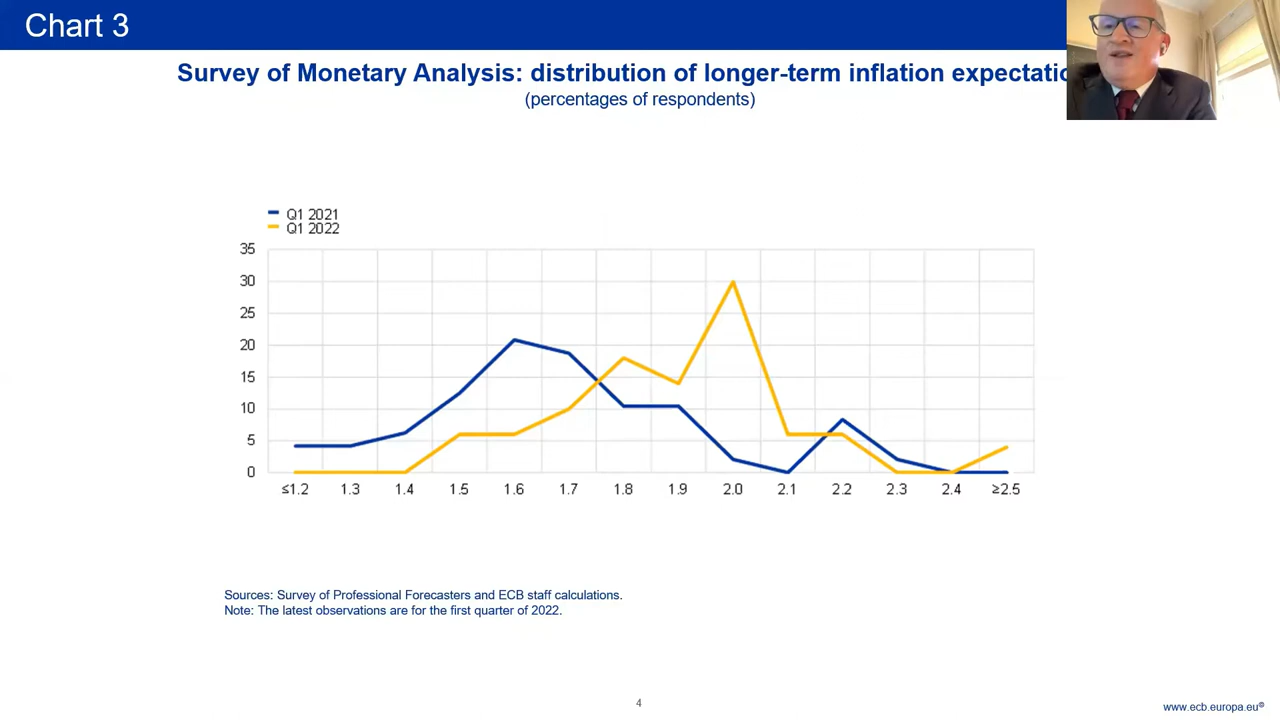 Chart 3
Survey of Monetary Analysis: distribution of longer-term inflation expectatio
(percentages of respondents)
Q1 2021
Q1 2022
35
30
25
20
15
10
5
0
≤1.2 1.3 1.4 1.5 1.6 1.7 1.8 1.9 2.0 2.1 2.2 2.3 2.4 ≥2.5
Sources: Survey of Professional Forecasters and ECB staff calculations.
Note: The latest observations are for the first quarter of 2022.
4
www.ecb.europa.eu©